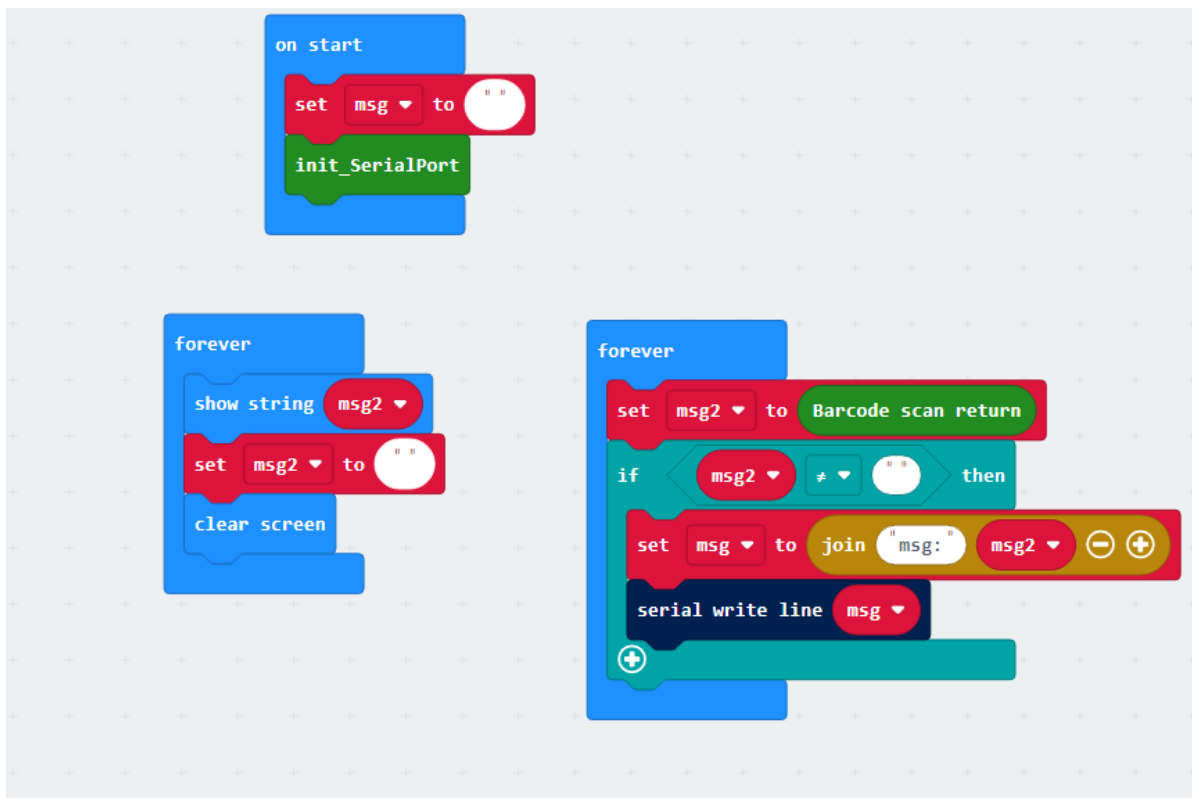 on start
set msg to " "
init_SerialPort
forever
show string msg2
set msg2 to " "
clear screen
forever
set msg2 to Barcode scan return
if msg2 ≠ " " then
set msg to join "msg:" msg2
serial write line msg